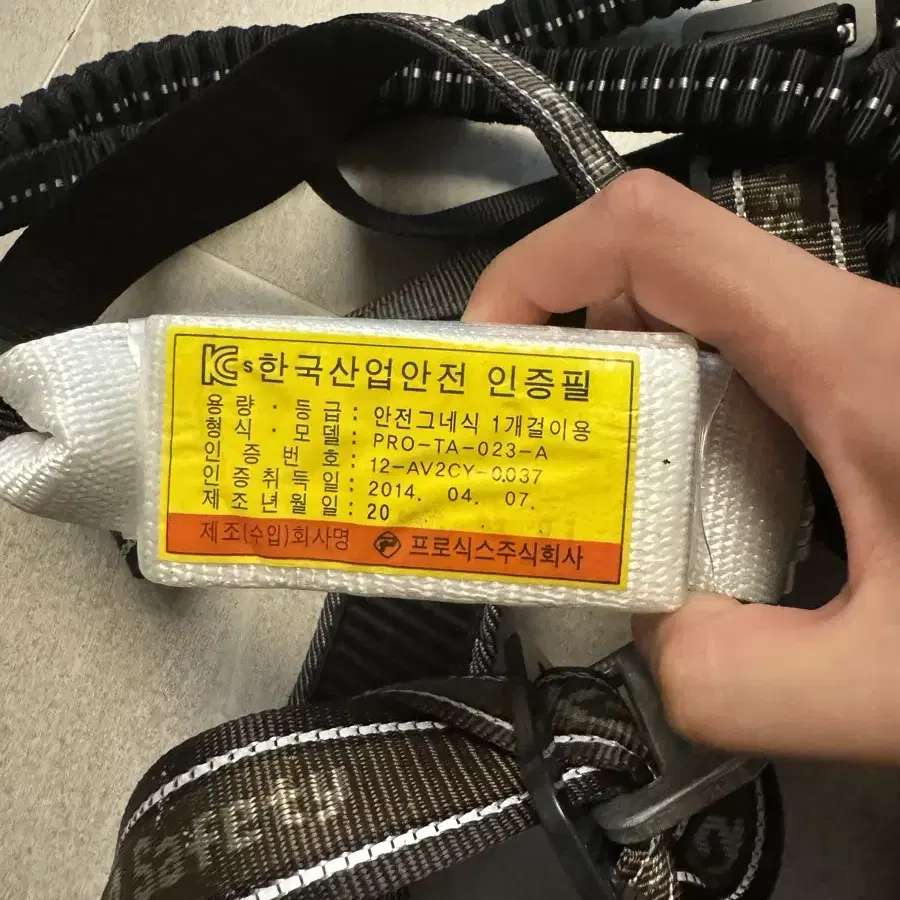 KCs 한국산업안전 인증필
용량·등급: 안전그네식 1개걸이용
형식·모델: PRO-TA-023-A
인증번호: 12-AV2CY-0037
인증취득일: 2014. 04. 07.
제조년월일: 20
제조(수입)회사명 프로식스주식회사